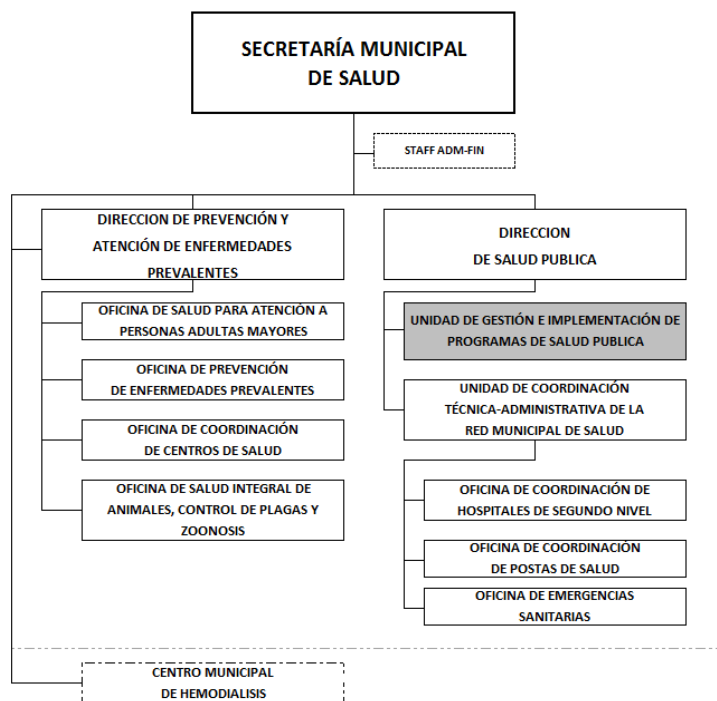 SECRETARÍA MUNICIPAL
DE SALUD
STAFF ADM-FIN
DIRECCION DE PREVENCIÓN Y
ATENCIÓN DE ENFERMEDADES
PREVALENTES
OFICINA DE SALUD PARA ATENCIÓN A
PERSONAS ADULTAS MAYORES
OFICINA DE PREVENCIÓN
DE ENFERMEDADES PREVALENTES
OFICINA DE COORDINACIÓN
DE CENTROS DE SALUD
OFICINA DE SALUD INTEGRAL DE
ANIMALES, CONTROL DE PLAGAS Y
ZOONOSIS
DIRECCION
DE SALUD PUBLICA
UNIDAD DE GESTIÓN E IMPLEMENTACIÓN DE
PROGRAMAS DE SALUD PUBLICA
UNIDAD DE COORDINACIÓN
TÉCNICA-ADMINISTRATIVA DE LA
RED MUNICIPAL DE SALUD
OFICINA DE COORDINACIÓN DE
HOSPITALES DE SEGUNDO NIVEL
OFICINA DE COORDINACIÓN
DE POSTAS DE SALUD
OFICINA DE EMERGENCIAS
SANITARIAS
CENTRO MUNICIPAL
DE HEMODIALISIS